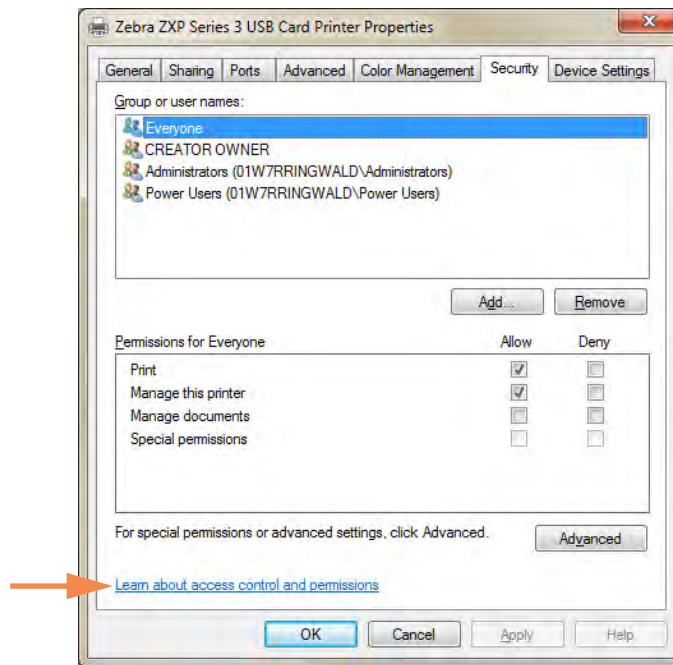 Zebra ZXP Series 3 USB Card Printer Properties
General Sharing Ports Advanced Color Management Security Device Settings
Group or user names:
Everyone
CREATOR OWNER
Administrators (01W7RRINGWALD\Administrators)
Power Users (01W7RRINGWALD\Power Users)
Add... Remove
Permissions for Everyone Allow Deny
Print
Manage this printer
Manage documents
Special permissions
For special permissions or advanced settings, click Advanced. Advanced
Learn about access control and permissions
OK Cancel Apply Help